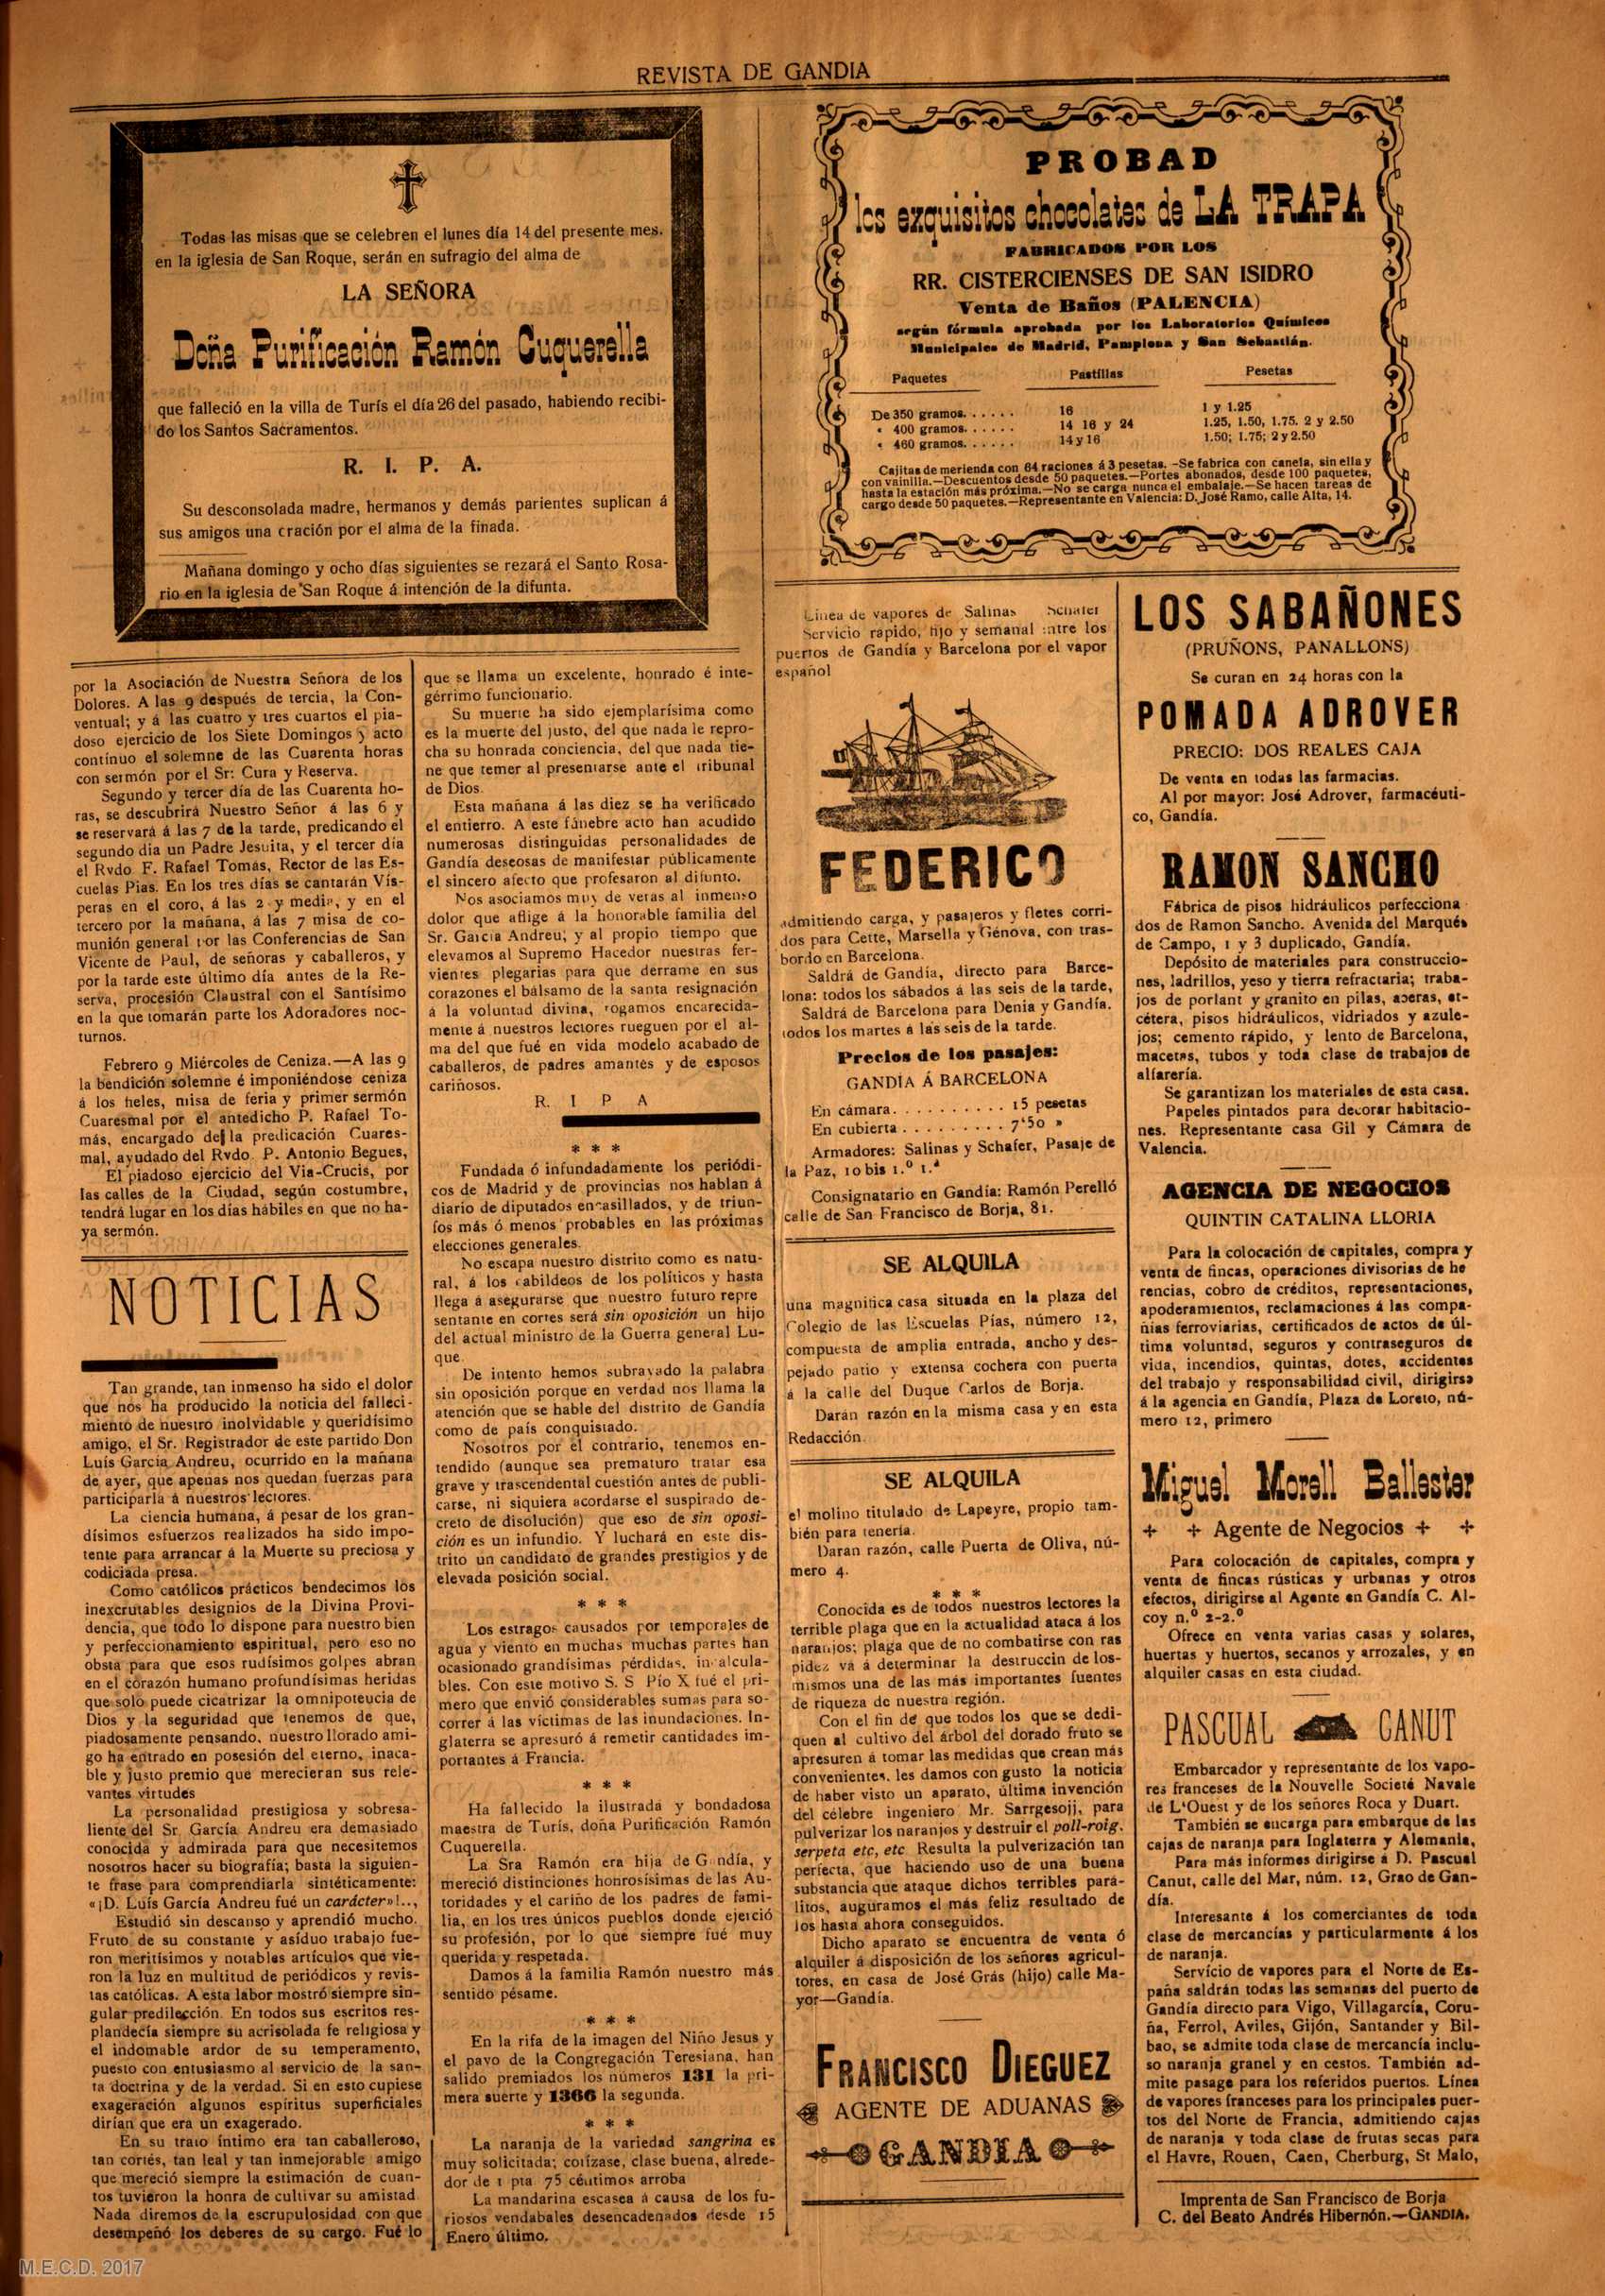 REVISTA DE GANDIA
Todas las misas que se celebren el lunes día 14 del presente mes.
en la iglesia de San Roque, serán en sufragio del alma de
LA SEÑORA
Doña Purificación Ramón Cuquerella
que falleció en la villa de Turís el día 26 del pasado, habiendo recibi-
do los Santos Sacramentos.
R. I. P. A.
Su desconsolada madre, hermanos y demás parientes suplican á
sus amigos una cración por el alma de la finada.
Mañana domingo y ocho días siguientes se rezará el Santo Rosa-
rio en la iglesia de San Roque á intención de la difunta.
PROBAD
los exquisitos chocolates de LA TRAPA
FABRICADOS POR LOS
RR. CISTERCIENSES DE SAN ISIDRO
Venta de Baños (PALENCIA)
según fórmula aprobada por los Laboratorios Químicos
Municipales de Madrid, Pamplona y San Sebastián.
Paquetes Pastillas Pesetas
De 350 gramos. . . . . . 16 1 y 1.25
« 400 gramos. . . . . . 14 16 y 24 1.25, 1.50, 1.75. 2 y 2.50
« 460 gramos. . . . . . 14 y 16 1.50; 1.75; 2 y 2.50
Cajitas de merienda con 64 raciones á 3 pesetas. -Se fabrica con canela, sin ella y
con vainilla.—Descuentos desde 50 paquetes.—Portes abonados, desde 100 paquetes,
hasta la estación más próxima.—No se carga nunca el embalaje.—Se hacen tareas de
cargo desde 50 paquetes.—Representante en Valencia: D. José Ramo, calle Alta, 14.
por la Asociación de Nuestra Señora de los
Dolores. A las 9 después de tercia, la Con-
ventual; y á las cuatro y tres cuartos el pia-
doso ejercicio de los Siete Domingos y acto
contínuo el solemne de las Cuarenta horas
con sermón por el Sr: Cura y Reserva.
Segundo y tercer día de las Cuarenta ho-
ras, se descubrirá Nuestro Señor á las 6 y
se reservará á las 7 de la tarde, predicando el
segundo dia un Padre Jesuita, y el tercer día
el Rvdo F. Rafael Tomás, Rector de las Es-
cuelas Pias. En los tres días se cantarán Vís-
peras en el coro, á las 2 y media, y en el
tercero por la mañana, á las 7 misa de co-
munión general por las Conferencias de San
Vicente de Paul, de señoras y caballeros, y
por la tarde este último día antes de la Re-
serva, procesión Claustral con el Santísimo
en la que tomarán parte los Adoradores noc-
turnos.
Febrero 9 Miércoles de Ceniza.—A las 9
la bendición solemne é imponiéndose ceniza
á los fieles, misa de feria y primer sermón
Cuaresmal por el antedicho P. Rafael To-
más, encargado de la predicación Cuares-
mal, ayudado del Rvdo. P. Antonio Begues,
El piadoso ejercicio del Via-Crucis, por
las calles de la Ciudad, según costumbre,
tendrá lugar en los días hábiles en que no ha-
ya sermón.
NOTICIAS
Tan grande, tan inmenso ha sido el dolor
que nos ha producido la noticia del falleci-
miento de nuestro inolvidable y queridísimo
amigo, el Sr. Registrador de este partido Don
Luis García Andreu, ocurrido en la mañana
de ayer, que apenas nos quedan fuerzas para
participarla á nuestros lectores.
La ciencia humana, á pesar de los gran-
dísimos esfuerzos realizados ha sido impo-
tente para arrancar á la Muerte su preciosa y
codiciada presa.
Como católicos prácticos bendecimos los
inexcrutables designios de la Divina Provi-
dencia, que todo lo dispone para nuestro bien
y perfeccionamiento espiritual, pero eso no
obsta para que esos rudísimos golpes abran
en el corazón humano profundísimas heridas
que solo puede cicatrizar la omnipotencia de
Dios y la seguridad que tenemos de que,
piadosamente pensando, nuestro llorado ami-
go ha entrado en posesión del eterno, inaca-
ble y justo premio que merecieran sus rele-
vantes virtudes
La personalidad prestigiosa y sobresa-
liente del Sr. García Andreu era demasiado
conocida y admirada para que necesitemos
nosotros hacer su biografía; basta la siguien-
te frase para comprendiarla sintéticamente:
«¡D. Luís García Andreu fué un carácter»!..,
Estudió sin descanso y aprendió mucho.
Fruto de su constante y asíduo trabajo fue-
ron meritísimos y notables artículos que vie-
ron la luz en multitud de periódicos y revis-
tas católicas. A esta labor mostró siempre sin-
gular predilección. En todos sus escritos res-
plandecía siempre su acrisolada fe religiosa y
el indomable ardor de su temperamento,
puesto con entusiasmo al servicio de la san-
ta doctrina y de la verdad. Si en esto cupiese
exageración algunos espíritus superficiales
dirían que era un exagerado.
En su trato íntimo era tan caballeroso,
tan cortés, tan leal y tan inmejorable amigo
que mereció siempre la estimación de cuan-
tos tuvieron la honra de cultivar su amistad.
Nada diremos de la escrupulosidad con que
desempeñó los deberes de su cargo. Fué lo
que se llama un excelente, honrado é inte-
gérrimo funcionario.
Su muerte ha sido ejemplarísima como
es la muerte del justo, del que nada le repro-
cha su honrada conciencia, del que nada tie-
ne que temer al presentarse ante el tribunal
de Dios.
Esta mañana á las diez se ha verificado
el entierro. A este fúnebre acto han acudido
numerosas distinguidas personalidades de
Gandía deseosas de manifestar públicamente
el sincero afecto que profesaron al difunto.
Nos asociamos muy de veras al inmenso
dolor que aflige á la honorable familia del
Sr. Garcia Andreu; y al propio tiempo que
elevamos al Supremo Hacedor nuestras fer-
vientes plegarias para que derrame en sus
corazones el bálsamo de la santa resignación
á la voluntad divina, rogamos encarecida-
mente á nuestros lectores rueguen por el al-
ma del que fué en vida modelo acabado de
caballeros, de padres amantes y de esposos
cariñosos.
R. I P A
* * *
Fundada ó infundadamente los periódi-
cos de Madrid y de provincias nos hablan á
diario de diputados encasillados, y de triun-
fos más ó menos probables en las próximas
elecciones generales.
No escapa nuestro distrito como es natu-
ral, á los cabildeos de los políticos y hasta
llega á asegurarse que nuestro futuro repre
sentante en cortes será sin oposición un hijo
del actual ministro de la Guerra general Lu-
que.
De intento hemos subrayado la palabra
sin oposición porque en verdad nos llama la
atención que se hable del distrito de Gandía
como de país conquistado.
Nosotros por el contrario, tenemos en-
tendido (aunque sea prematuro tratar esa
grave y trascendental cuestión antes de publi-
carse, ni siquiera acordarse el suspirado de-
creto de disolución) que eso de sin oposi-
ción es un infundio. Y luchará en este dis-
trito un candidato de grandes prestigios y de
elevada posición social.
* * *
Los estragos causados por temporales de
agua y viento en muchas muchas partes han
ocasionado grandísimas pérdidas, incalcula-
bles. Con este motivo S. S Pío X fué el pri-
mero que envió considerables sumas para so-
correr á las víctimas de las inundaciones. In-
glaterra se apresuró á remetir cantidades im-
portantes á Francia.
* * *
Ha fallecido la ilustrada y bondadosa
maestra de Turís, doña Purificación Ramón
Cuquerella.
La Sra Ramón era hija de Gandía, y
mereció distinciones honrosísimas de las Au-
toridades y el cariño de los padres de fami-
lia, en los tres únicos pueblos donde ejerció
su profesión, por lo que siempre fué muy
querida y respetada.
Damos á la familia Ramón nuestro más
sentido pésame.
* * *
En la rifa de la imagen del Niño Jesus y
el pavo de la Congregación Teresiana, han
salido premiados los números 131 la pri-
mera suerte y 1366 la segunda.
* * *
La naranja de la variedad sangrina es
muy solicitada; cotízase, clase buena, alrede-
dor de 1 pta 75 céntimos arroba
La mandarina escasea á causa de los fu-
riosos vendabales desencadenados desde 15
Enero último.
Línea de vapores de Salinas Schafer
Servicio rápido, fijo y semanal entre los
puertos de Gandía y Barcelona por el vapor
español
FEDERICO
admitiendo carga, y pasajeros y fletes corri-
dos para Cette, Marsella y Génova, con tras-
bordo en Barcelona.
Saldrá de Gandía, directo para Barce-
lona: todos los sábados á las seis de la tarde,
Saldrá de Barcelona para Denia y Gandía.
todos los martes á las seis de la tarde.
Precios de los pasajes:
GANDÍA Á BARCELONA
En cámara. . . . . . . . . . 15 pesetas
En cubierta . . . . . . . . . 7'50 »
Armadores: Salinas y Schafer, Pasaje de
la Paz, 10 bis 1.º 1.ª
Consignatario en Gandía: Ramón Perelló
calle de San Francisco de Borja, 81.
SE ALQUILA
una magnifica casa situada en la plaza del
Colegio de las Escuelas Pías, número 12,
compuesta de amplia entrada, ancho y des-
pejado patio y extensa cochera con puerta
á la calle del Duque Carlos de Borja.
Darán razón en la misma casa y en esta
Redacción.
SE ALQUILA
el molino titulado de Lapeyre, propio tam-
bién para tenería.
Daran razón, calle Puerta de Oliva, nú-
mero 4.
* * *
Conocida es de todos nuestros lectores la
terrible plaga que en la actualidad ataca á los
naranjos; plaga que de no combatirse con ras
pidez vá á determinar la destruccin de los-
mismos una de las más importantes fuentes
de riqueza de nuestra región.
Con el fin de que todos los que se dedi-
quen al cultivo del árbol del dorado fruto se
apresuren á tomar las medidas que crean más
convenientes, les damos con gusto la noticia
de haber visto un aparato, última invención
del célebre ingeniero Mr. Sarrgesojj, para
pulverizar los naranjos y destruir el poll-roig,
serpeta etc, etc Resulta la pulverización tan
perfecta, que haciendo uso de una buena
substancia que ataque dichos terribles pará-
litos, auguramos el más feliz resultado de
los hasta ahora conseguidos.
Dicho aparato se encuentra de venta ó
alquiler á disposición de los señores agricul-
tores, en casa de José Grás (hijo) calle Ma-
yor—Gandía.
FRANCISCO DIEGUEZ
AGENTE DE ADUANAS
GANDIA
LOS SABAÑONES
(PRUÑONS, PANALLONS)
Se curan en 24 horas con la
POMADA ADROVER
PRECIO: DOS REALES CAJA
De venta en todas las farmacias.
Al por mayor: José Adrover, farmacéuti-
co, Gandía.
RAMON SANCHO
Fábrica de pisos hidráulicos perfecciona
dos de Ramon Sancho. Avenida del Marqués
de Campo, 1 y 3 duplicado, Gandía.
Depósito de materiales para construccio-
nes, ladrillos, yeso y tierra refractaria; traba-
jos de porlant y granito en pilas, aceras, et-
cétera, pisos hidráulicos, vidriados y azule-
jos; cemento rápido, y lento de Barcelona,
macetas, tubos y toda clase de trabajos de
alfarería.
Se garantizan los materiales de esta casa.
Papeles pintados para decorar habitacio-
nes. Representante casa Gil y Cámara de
Valencia.
AGENCIA DE NEGOCIOS
QUINTIN CATALINA LLORIA
Para la colocación de capitales, compra y
venta de fincas, operaciones divisorias de he
rencias, cobro de créditos, representaciones,
apoderamientos, reclamaciones á las compa-
ñias ferroviarias, certificados de actos de úl-
tima voluntad, seguros y contraseguros de
vida, incendios, quintas, dotes, accidentes
del trabajo y responsabilidad civil, dirigirse
á la agencia en Gandía, Plaza de Loreto, nú-
mero 12, primero
Miguel Morell Ballester
Agente de Negocios
Para colocación de capitales, compra y
venta de fincas rústicas y urbanas y otros
efectos, dirigirse al Agente en Gandía C. Al-
coy n.º 2-2.º
Ofrece en venta varias casas y solares,
huertas y huertos, secanos y arrozales, y en
alquiler casas en esta ciudad.
PASCUAL CANUT
Embarcador y representante de los vapo-
res franceses de la Nouvelle Societé Navale
de L'Ouest y de los señores Roca y Duart.
También se encarga para embarque de las
cajas de naranja para Inglaterra y Alemania,
Para más informes dirigirse á D. Pascual
Canut, calle del Mar, núm. 12, Grao de Gan-
día.
Interesante á los comerciantes de toda
clase de mercancías y particularmente á los
de naranja.
Servicio de vapores para el Norte de Es-
paña saldrán todas las semanas del puerto de
Gandía directo para Vigo, Villagarcía, Coru-
ña, Ferrol, Aviles, Gijón, Santander y Bil-
bao, se admite toda clase de mercancía inclu-
so naranja granel y en cestos. También ad-
mite pasage para los referidos puertos. Línea
de vapores franceses para los principales puer-
tos del Norte de Francia, admitiendo cajas
de naranja y toda clase de frutas secas para
el Havre, Rouen, Caen, Cherburg, St Malo,
Imprenta de San Francisco de Borja
C. del Beato Andrés Hibernón.—GANDIA.
M.E.C.D. 2017